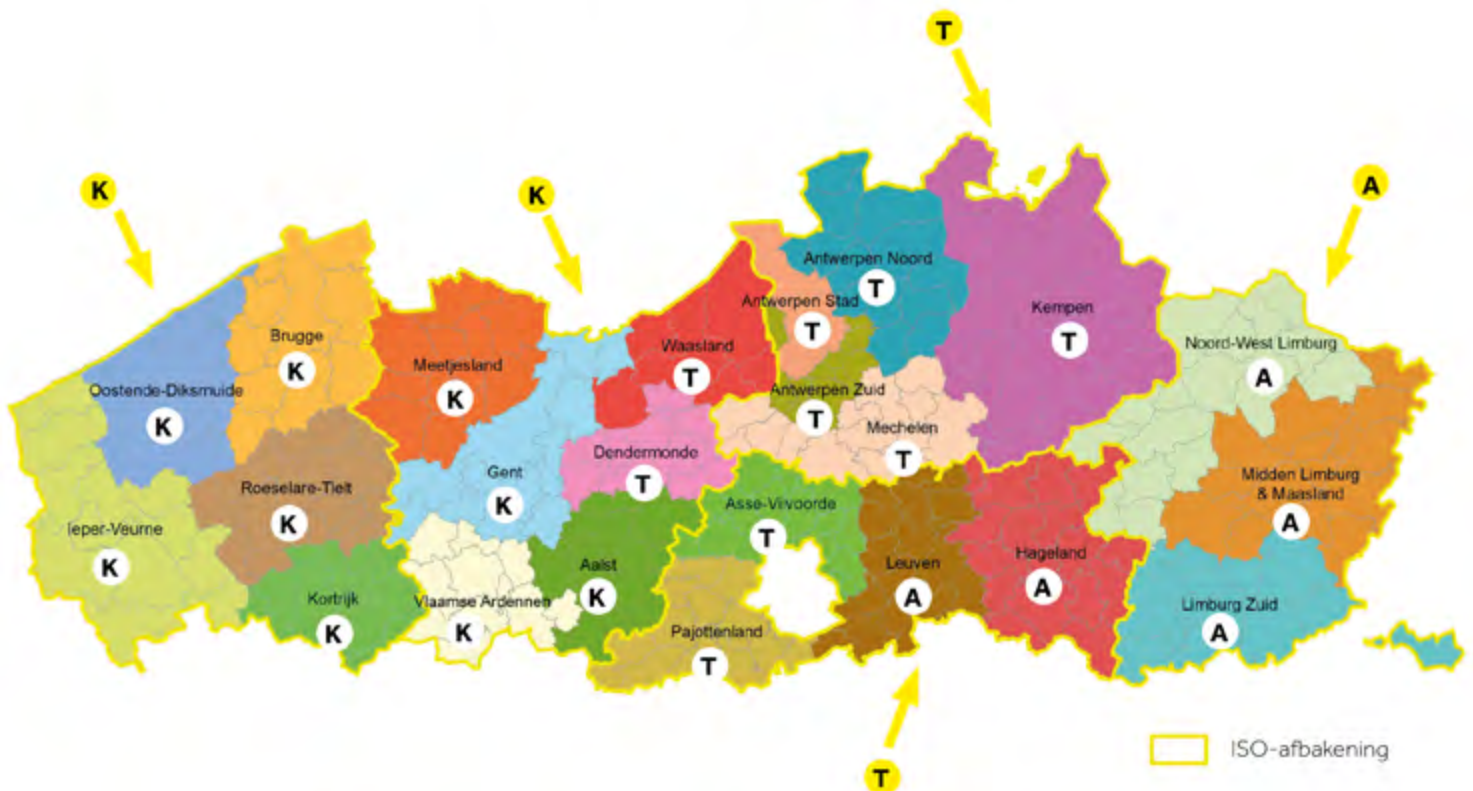 T
K
K
A
Antwerpen Noord
T
Antwerpen Stad
T
Kempen
T
Brugge
K
Waasland
T
Noord-West Limburg
A
Meetjesland
K
Oostende-Diksmuide
K
Antwerpen Zuid
T
Mechelen
T
Dendermonde
T
Gent
K
Midden Limburg
& Maasland
A
Roeselare-Tielt
K
Asse-Vilvoorde
T
Ieper-Veurne
K
Aalst
K
Leuven
A
Hageland
A
Kortrijk
K
Vlaamse Ardennen
K
Limburg Zuid
A
Pajottenland
T
T
ISO-afbakening